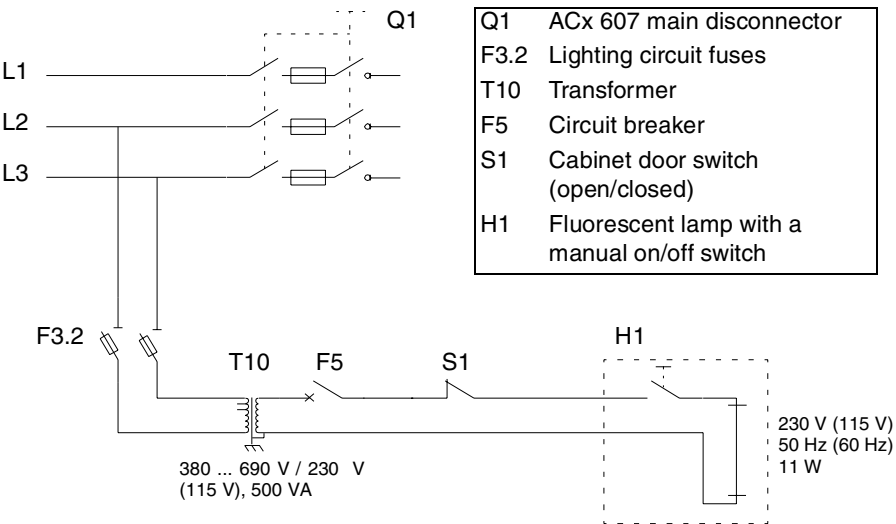 Q1
L1
L2
L3
Q1 ACx 607 main disconnector
F3.2 Lighting circuit fuses
T10 Transformer
F5 Circuit breaker
S1 Cabinet door switch
(open/closed)
H1 Fluorescent lamp with a
manual on/off switch
F3.2
T10
F5
S1
H1
380 ... 690 V / 230 V
(115 V), 500 VA
230 V (115 V)
50 Hz (60 Hz)
11 W